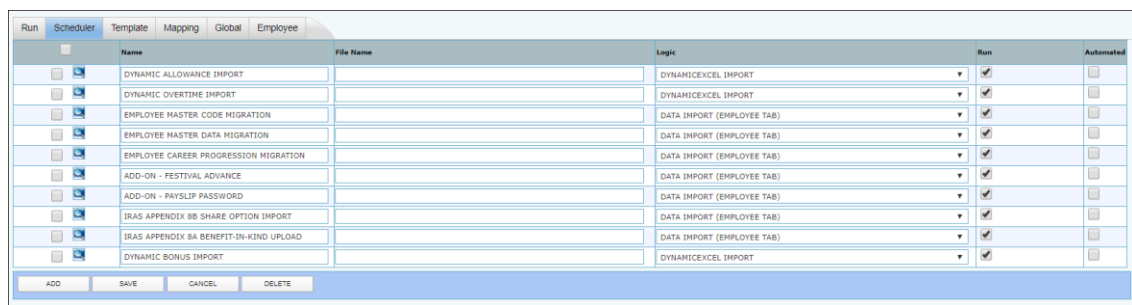 Run Scheduler Template Mapping Global Employee
Name File Name Logic Run Automated
DYNAMIC ALLOWANCE IMPORT DYNAMICEXCEL IMPORT
DYNAMIC OVERTIME IMPORT DYNAMICEXCEL IMPORT
EMPLOYEE MASTER CODE MIGRATION DATA IMPORT (EMPLOYEE TAB)
EMPLOYEE MASTER DATA MIGRATION DATA IMPORT (EMPLOYEE TAB)
EMPLOYEE CAREER PROGRESSION MIGRATION DATA IMPORT (EMPLOYEE TAB)
ADD-ON - FESTIVAL ADVANCE DATA IMPORT (EMPLOYEE TAB)
ADD-ON - PAYSLIP PASSWORD DATA IMPORT (EMPLOYEE TAB)
IRAS APPENDIX 8B SHARE OPTION IMPORT DATA IMPORT (EMPLOYEE TAB)
IRAS APPENDIX 8A BENEFIT-IN-KIND UPLOAD DATA IMPORT (EMPLOYEE TAB)
DYNAMIC BONUS IMPORT DYNAMICEXCEL IMPORT
ADD SAVE CANCEL DELETE